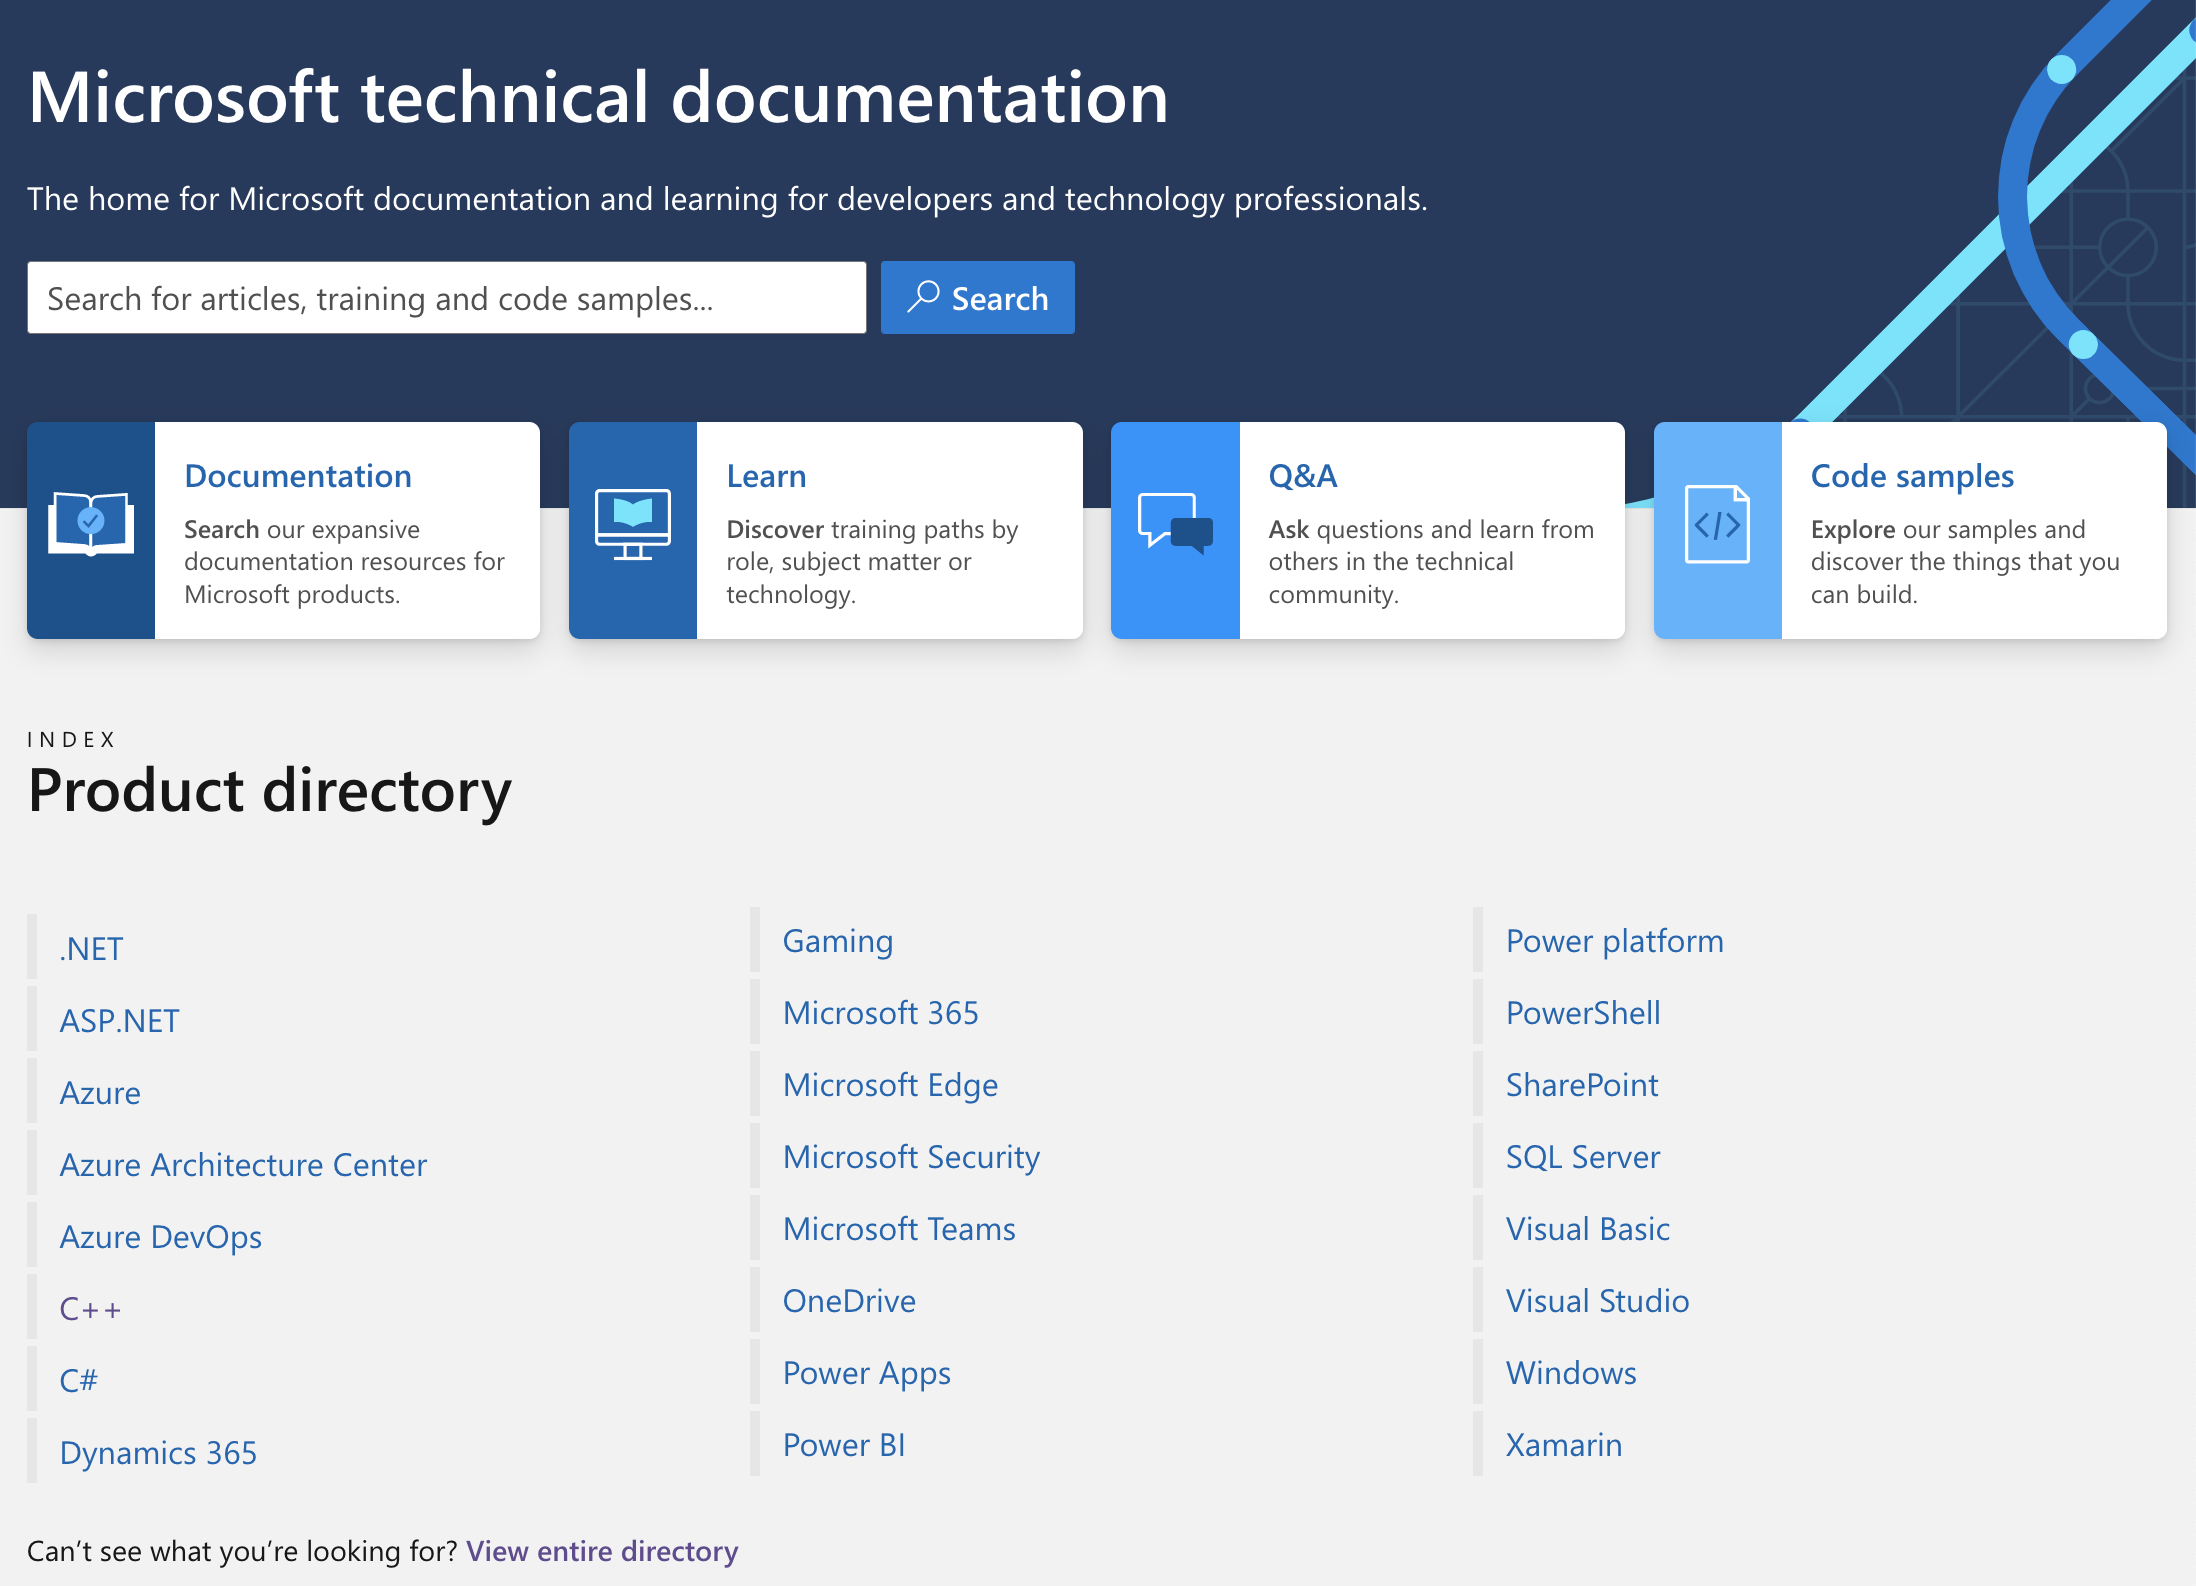 Microsoft technical documentation
The home for Microsoft documentation and learning for developers and technology professionals.
Search for articles, training and code samples...
Search
Documentation
Search our expansive
documentation resources for
Microsoft products.
Learn
Discover training paths by
role, subject matter or
technology.
Q&A
Ask questions and learn from
others in the technical
community.
Code samples
Explore our samples and
discover the things that you
can build.
INDEX
Product directory
.NET
ASP.NET
Azure
Azure Architecture Center
Azure DevOps
C++
C#
Dynamics 365
Gaming
Microsoft 365
Microsoft Edge
Microsoft Security
Microsoft Teams
OneDrive
Power Apps
Power BI
Power platform
PowerShell
SharePoint
SQL Server
Visual Basic
Visual Studio
Windows
Xamarin
Can’t see what you’re looking for? View entire directory